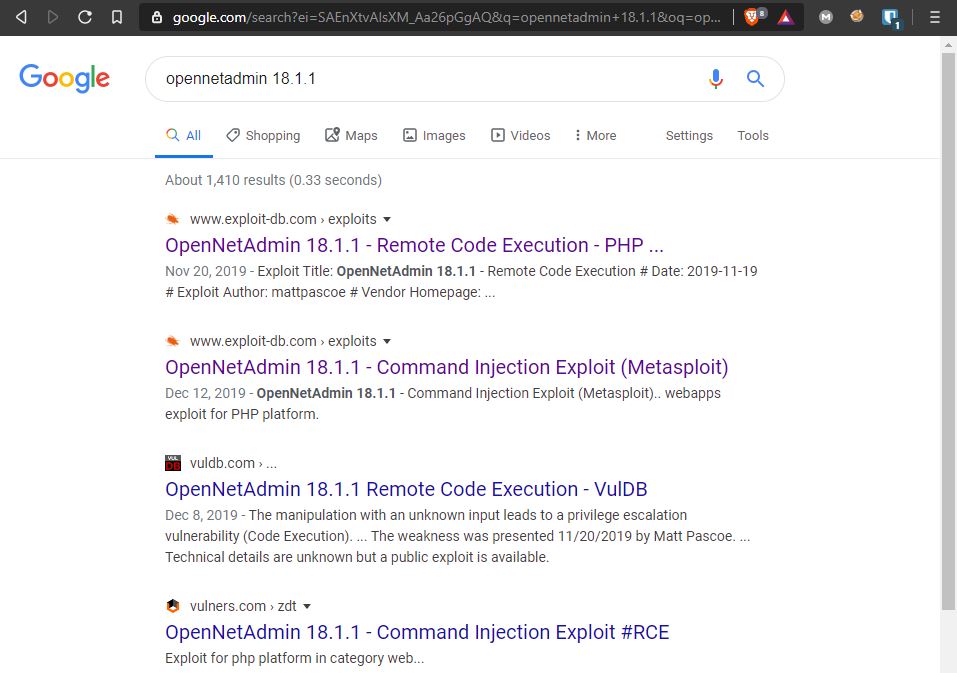 google.com/search?ei=SAEnXtvAIsXM_Aa26pGgAQ&q=opennetadmin+18.1.1&oq=op...
8
M
1
Google
opennetadmin 18.1.1
All Shopping Maps Images Videos More Settings Tools
About 1,410 results (0.33 seconds)
www.exploit-db.com › exploits
OpenNetAdmin 18.1.1 - Remote Code Execution - PHP ...
Nov 20, 2019 - Exploit Title: OpenNetAdmin 18.1.1 - Remote Code Execution # Date: 2019-11-19
# Exploit Author: mattpascoe # Vendor Homepage: ...
www.exploit-db.com › exploits
OpenNetAdmin 18.1.1 - Command Injection Exploit (Metasploit)
Dec 12, 2019 - OpenNetAdmin 18.1.1 - Command Injection Exploit (Metasploit).. webapps
exploit for PHP platform.
VUL
DB
vuldb.com › ...
OpenNetAdmin 18.1.1 Remote Code Execution - VulDB
Dec 8, 2019 - The manipulation with an unknown input leads to a privilege escalation
vulnerability (Code Execution). ... The weakness was presented 11/20/2019 by Matt Pascoe. ...
Technical details are unknown but a public exploit is available.
vulners.com › zdt
OpenNetAdmin 18.1.1 - Command Injection Exploit #RCE
Exploit for php platform in category web...